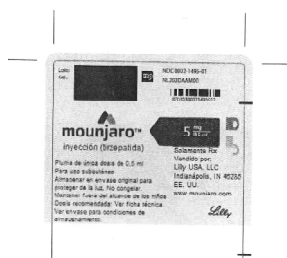 Lote:
NDC 0002-1495-01
mounjaro™
inyección (tirzepatida)
5 mg
Pluma de única dosis de 0.5 ml
Para uso subcutáneo
Almacenar en envase original para
proteger de la luz. No congelar.
Mantener fuera del alcance de los niños
Dosis recomendada: Ver ficha técnica.
Ver envase para condiciones de
almacenamiento.
Solamente Rx
Vendido por:
Lilly USA, LLC
Indianápolis, IN 46285
EE. UU.
www.mounjaro.com
Lilly